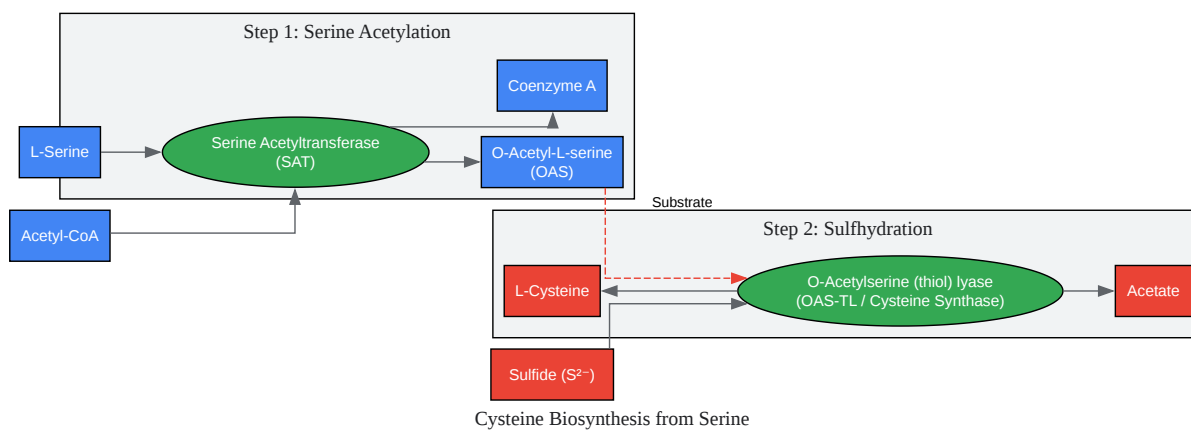 Step 1: Serine Acetylation
Coenzyme A
L-Serine
Serine Acetyltransferase
(SAT)
O-Acetyl-L-serine
(OAS)
Acetyl-CoA
Substrate
Step 2: Sulfhydration
L-Cysteine
O-Acetylserine (thiol) lyase
(OAS-TL / Cysteine Synthase)
Acetate
Sulfide (S²⁻)
Cysteine Biosynthesis from Serine